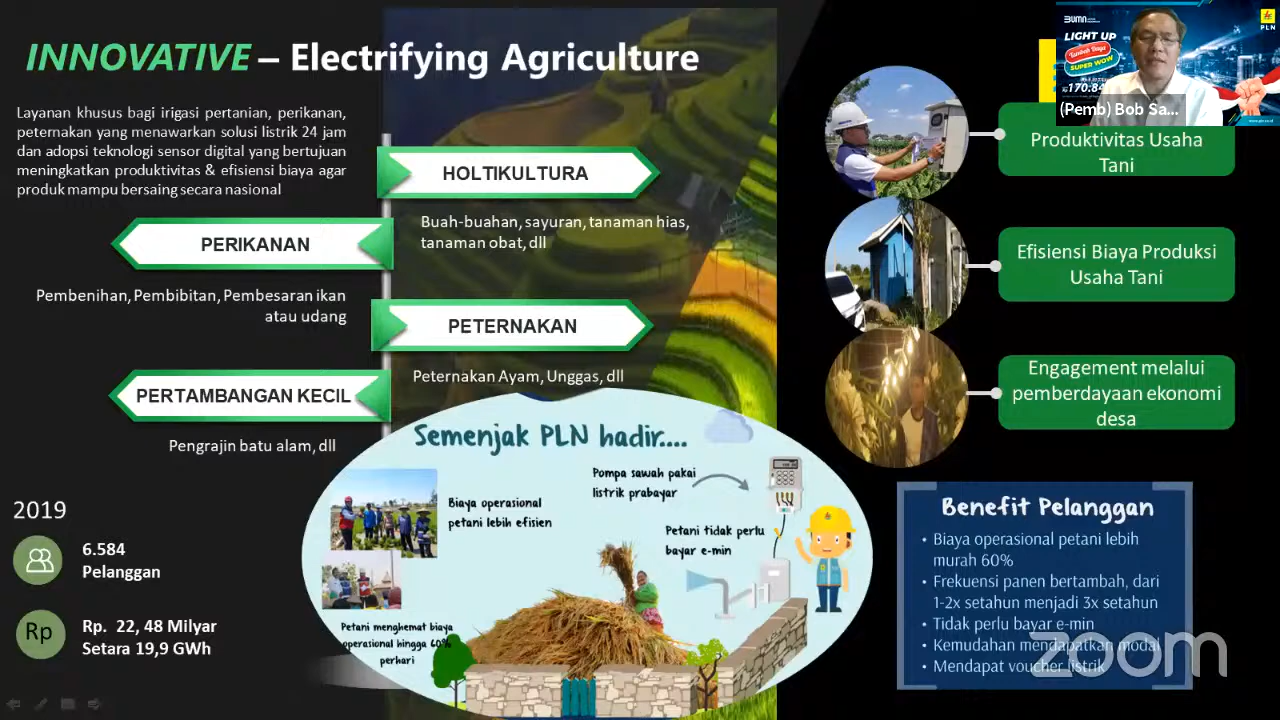 INNOVATIVE – Electrifying Agriculture
Layanan khusus bagi irigasi pertanian, perikanan,
peternakan yang menawarkan solusi listrik 24 jam
dan adopsi teknologi sensor digital yang bertujuan
meningkatkan produktivitas & efisiensi biaya agar
produk mampu bersaing secara nasional
HOLTIKULTURA
Buah-buahan, sayuran, tanaman hias,
tanaman obat, dll
PERIKANAN
Pembenihan, Pembibitan, Pembesaran ikan
atau udang
PETERNAKAN
Peternakan Ayam, Unggas, dll
PERTAMBANGAN KECIL
Pengrajin batu alam, dll
2019
6.584
Pelanggan
Rp
Rp. 22, 48 Milyar
Setara 19,9 GWh
Semenjak PLN hadir....
Biaya operasional
petani lebih efisien
Pompa sawah pakai
listrik prabayar
Petani tidak perlu
bayar e-min
Petani menghemat biaya
operasional hingga 60%
perhari
BUMN
LIGHT UP
Tambah Daya
SUPER WOW
170.84
PLN
(Pemb) Bob Sa...
Produktivitas Usaha
Tani
Efisiensi Biaya Produksi
Usaha Tani
Engagement melalui
pemberdayaan ekonomi
desa
Benefit Pelanggan
• Biaya operasional petani lebih
murah 60%
• Frekuensi panen bertambah, dari
1-2x setahun menjadi 3x setahun
• Tidak perlu bayar e-min
• Kemudahan mendapatkan modal
• Mendapat voucher listrik
zoom